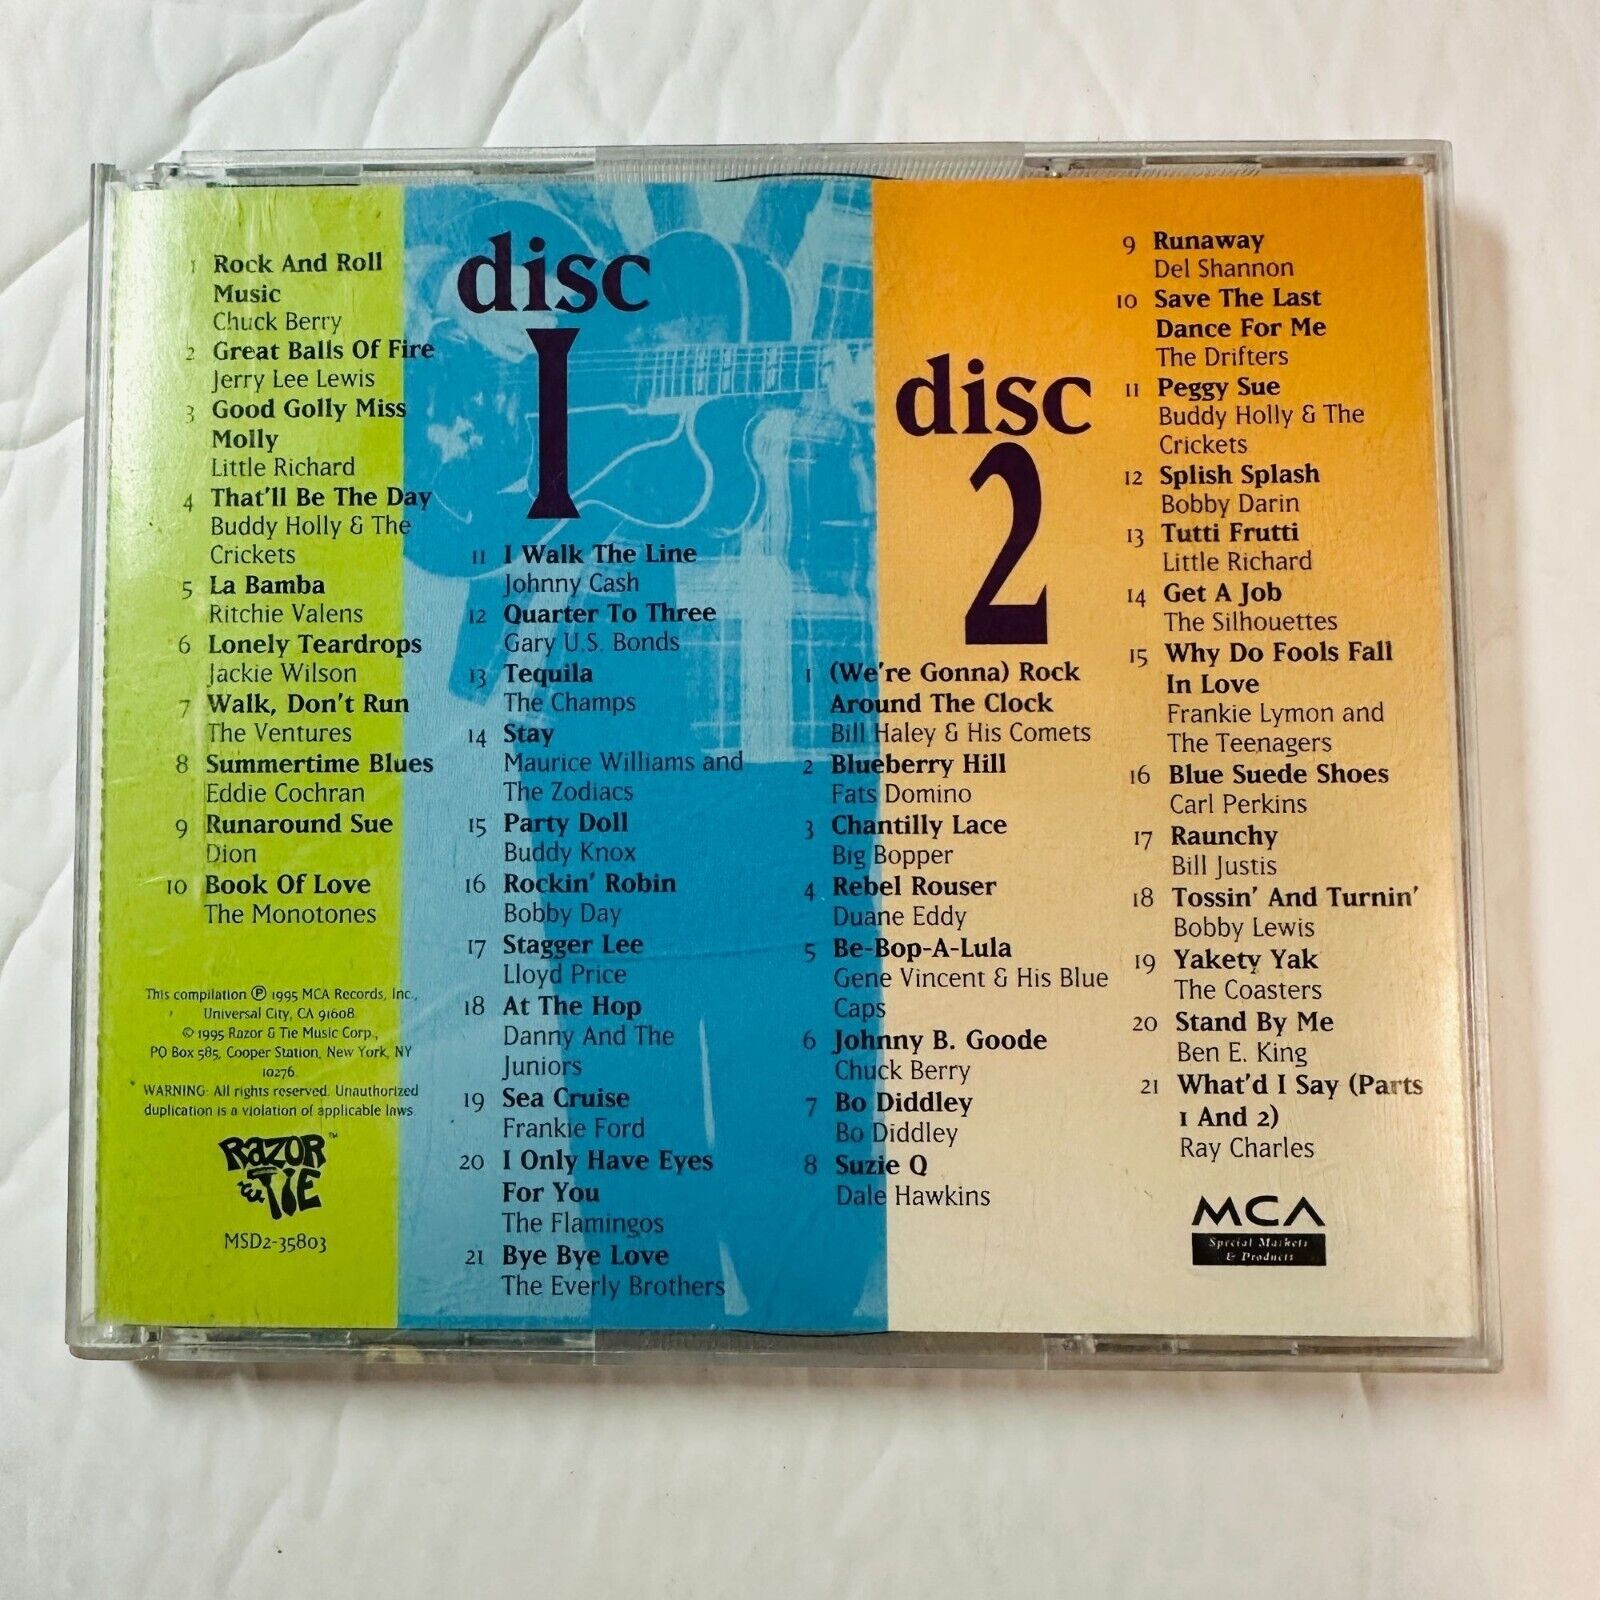 disc
1
1 Rock And Roll
Music
Chuck Berry
2 Great Balls Of Fire
Jerry Lee Lewis
3 Good Golly Miss
Molly
Little Richard
4 That'll Be The Day
Buddy Holly & The
Crickets
5 La Bamba
Ritchie Valens
6 Lonely Teardrops
Jackie Wilson
7 Walk, Don't Run
The Ventures
8 Summertime Blues
Eddie Cochran
9 Runaround Sue
Dion
10 Book Of Love
The Monotones
11 I Walk The Line
Johnny Cash
12 Quarter To Three
Gary U.S. Bonds
13 Tequila
The Champs
14 Stay
Maurice Williams and
The Zodiacs
15 Party Doll
Buddy Knox
16 Rockin' Robin
Bobby Day
17 Stagger Lee
Lloyd Price
18 At The Hop
Danny And The
Juniors
19 Sea Cruise
Frankie Ford
20 I Only Have Eyes
For You
The Flamingos
21 Bye Bye Love
The Everly Brothers
disc
2
1 (We're Gonna) Rock
Around The Clock
Bill Haley & His Comets
2 Blueberry Hill
Fats Domino
3 Chantilly Lace
Big Bopper
4 Rebel Rouser
Duane Eddy
5 Be-Bop-A-Lula
Gene Vincent & His Blue
Caps
6 Johnny B. Goode
Chuck Berry
7 Bo Diddley
Bo Diddley
8 Suzie Q
Dale Hawkins
9 Runaway
Del Shannon
10 Save The Last
Dance For Me
The Drifters
11 Peggy Sue
Buddy Holly & The
Crickets
12 Splish Splash
Bobby Darin
13 Tutti Frutti
Little Richard
14 Get A Job
The Silhouettes
15 Why Do Fools Fall
In Love
Frankie Lymon and
The Teenagers
16 Blue Suede Shoes
Carl Perkins
17 Raunchy
Bill Justis
18 Tossin' And Turnin'
Bobby Lewis
19 Yakety Yak
The Coasters
20 Stand By Me
Ben E. King
21 What'd I Say (Parts
1 And 2)
Ray Charles
This compilation ℗ 1995 MCA Records, Inc.,
Universal City, CA 91608
© 1995 Razor & Tie Music Corp.,
PO Box 585, Cooper Station, New York, NY
10276
WARNING: All rights reserved. Unauthorized
duplication is a violation of applicable laws.
RAZOR™
& TIE
MSD2-35803
MCA
Special Markets
& Products